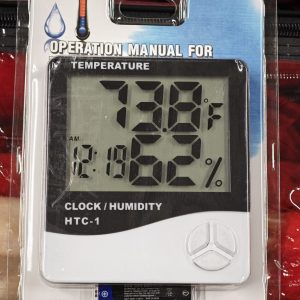 OPERATION MANUAL FOR
TEMPERATURE
73.8°F
AM
12:18 62%
CLOCK/HUMIDITY
HTC-1